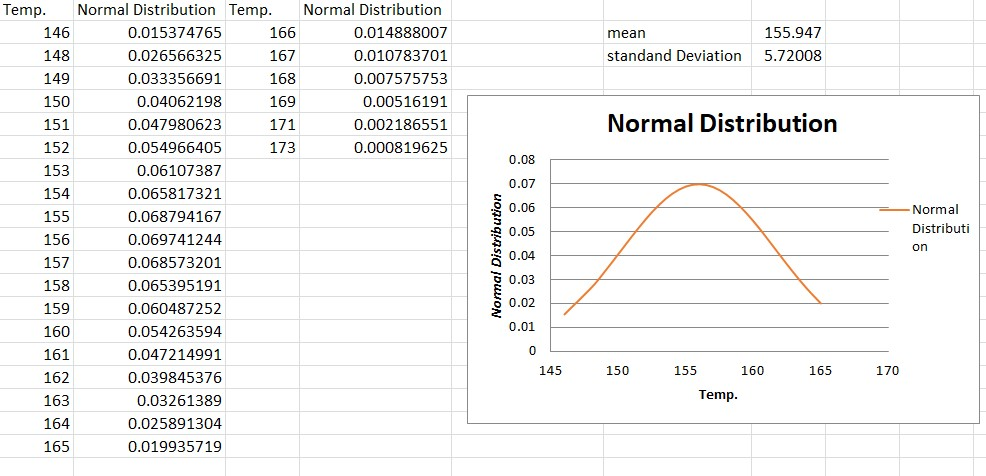 Temp. Normal Distribution Temp. Normal Distribution
146 0.015374765 166 0.014888007 mean 155.947
148 0.026566325 167 0.010783701 standand Deviation 5.72008
149 0.033356691 168 0.007575753
150 0.04062198 169 0.00516191
151 0.047980623 171 0.002186551
152 0.054966405 173 0.000819625
153 0.06107387
154 0.065817321
155 0.068794167
156 0.069741244
157 0.068573201
158 0.065395191
159 0.060487252
160 0.054263594
161 0.047214991
162 0.039845376
163 0.03261389
164 0.025891304
165 0.019935719
Normal Distribution
0.08
0.07
0.06
0.05
0.04
0.03
0.02
0.01
0
Normal Distribution
145 150 155 160 165 170
Temp.
Normal
Distributi
on